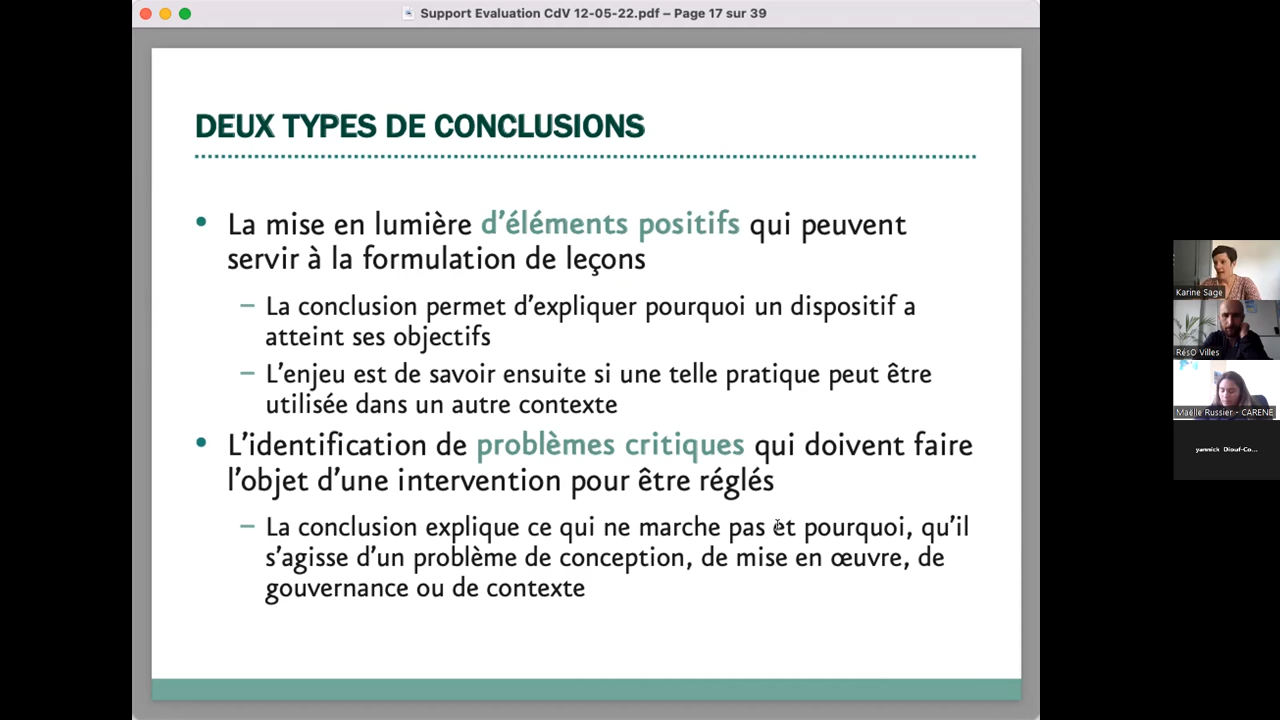 Support Evaluation CdV 12-05-22.pdf – Page 17 sur 39
DEUX TYPES DE CONCLUSIONS
• La mise en lumière d'éléments positifs qui peuvent
servir à la formulation de leçons
– La conclusion permet d'expliquer pourquoi un dispositif a
atteint ses objectifs
– L'enjeu est de savoir ensuite si une telle pratique peut être
utilisée dans un autre contexte
• L'identification de problèmes critiques qui doivent faire
l'objet d'une intervention pour être réglés
– La conclusion explique ce qui ne marche pas et pourquoi, qu'il
s'agisse d'un problème de conception, de mise en œuvre, de
gouvernance ou de contexte
Karine Sage
RésO Villes
Maëlle Russier - CARENE
yannick Diouf-Co...